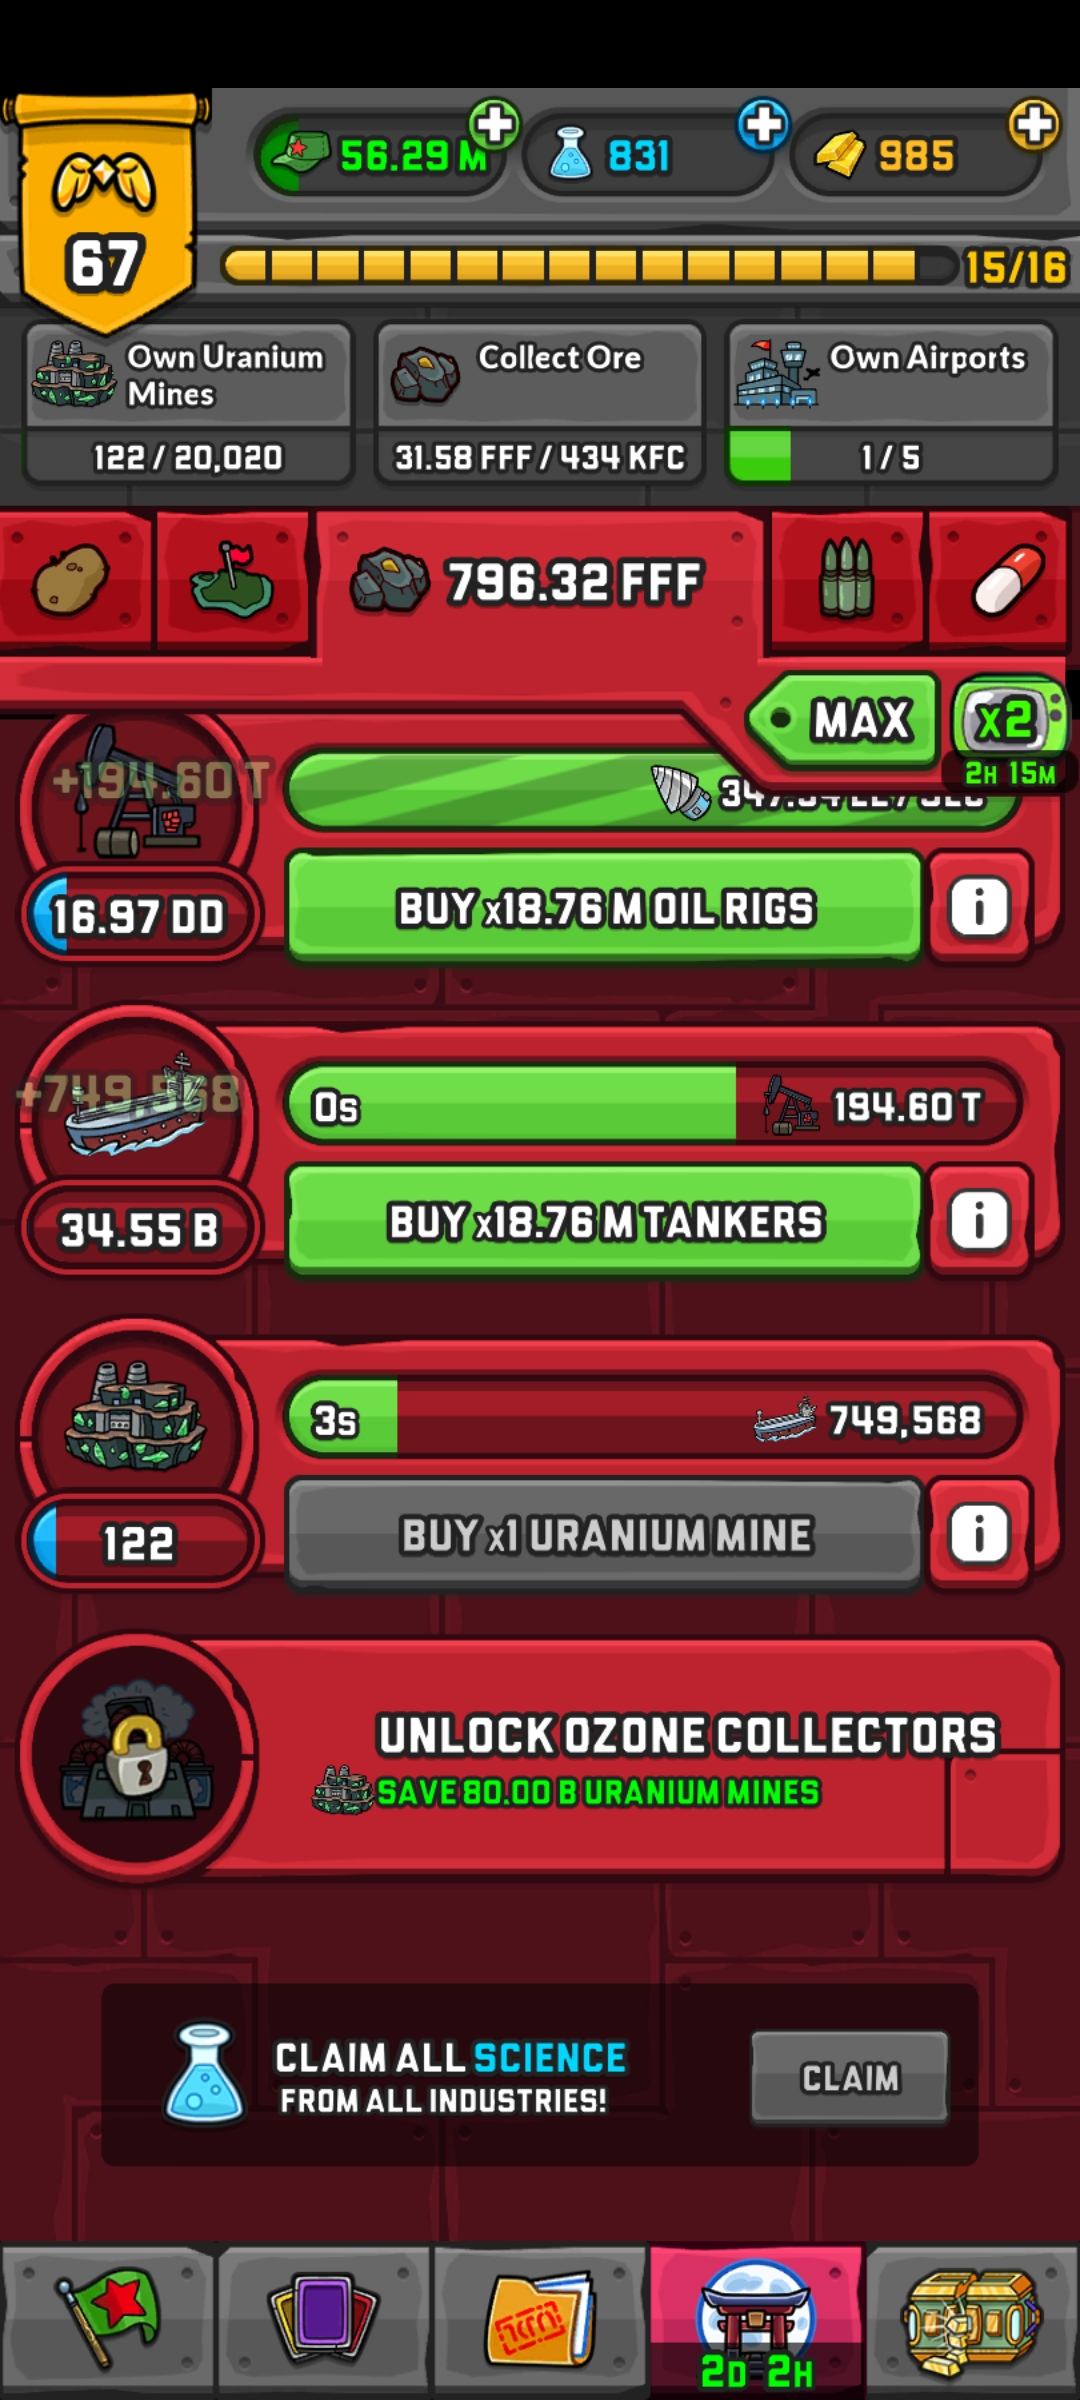 56.29 M
831
985
67
15/16
Own Uranium
Mines
122 / 20,020
Collect Ore
31.58 FFF / 434 KFC
Own Airports
1 / 5
796.32 FFF
MAX
x2
2H 15M
+194.60 T
16.97 DD
BUY x18.76 M OIL RIGS
i
+749,568
0s
194.60 T
34.55 B
BUY x18.76 M TANKERS
i
3s
749,568
122
BUY x1 URANIUM MINE
i
UNLOCK OZONE COLLECTORS
SAVE 80.00 B URANIUM MINES
CLAIM ALL SCIENCE
FROM ALL INDUSTRIES!
CLAIM
2D 2H